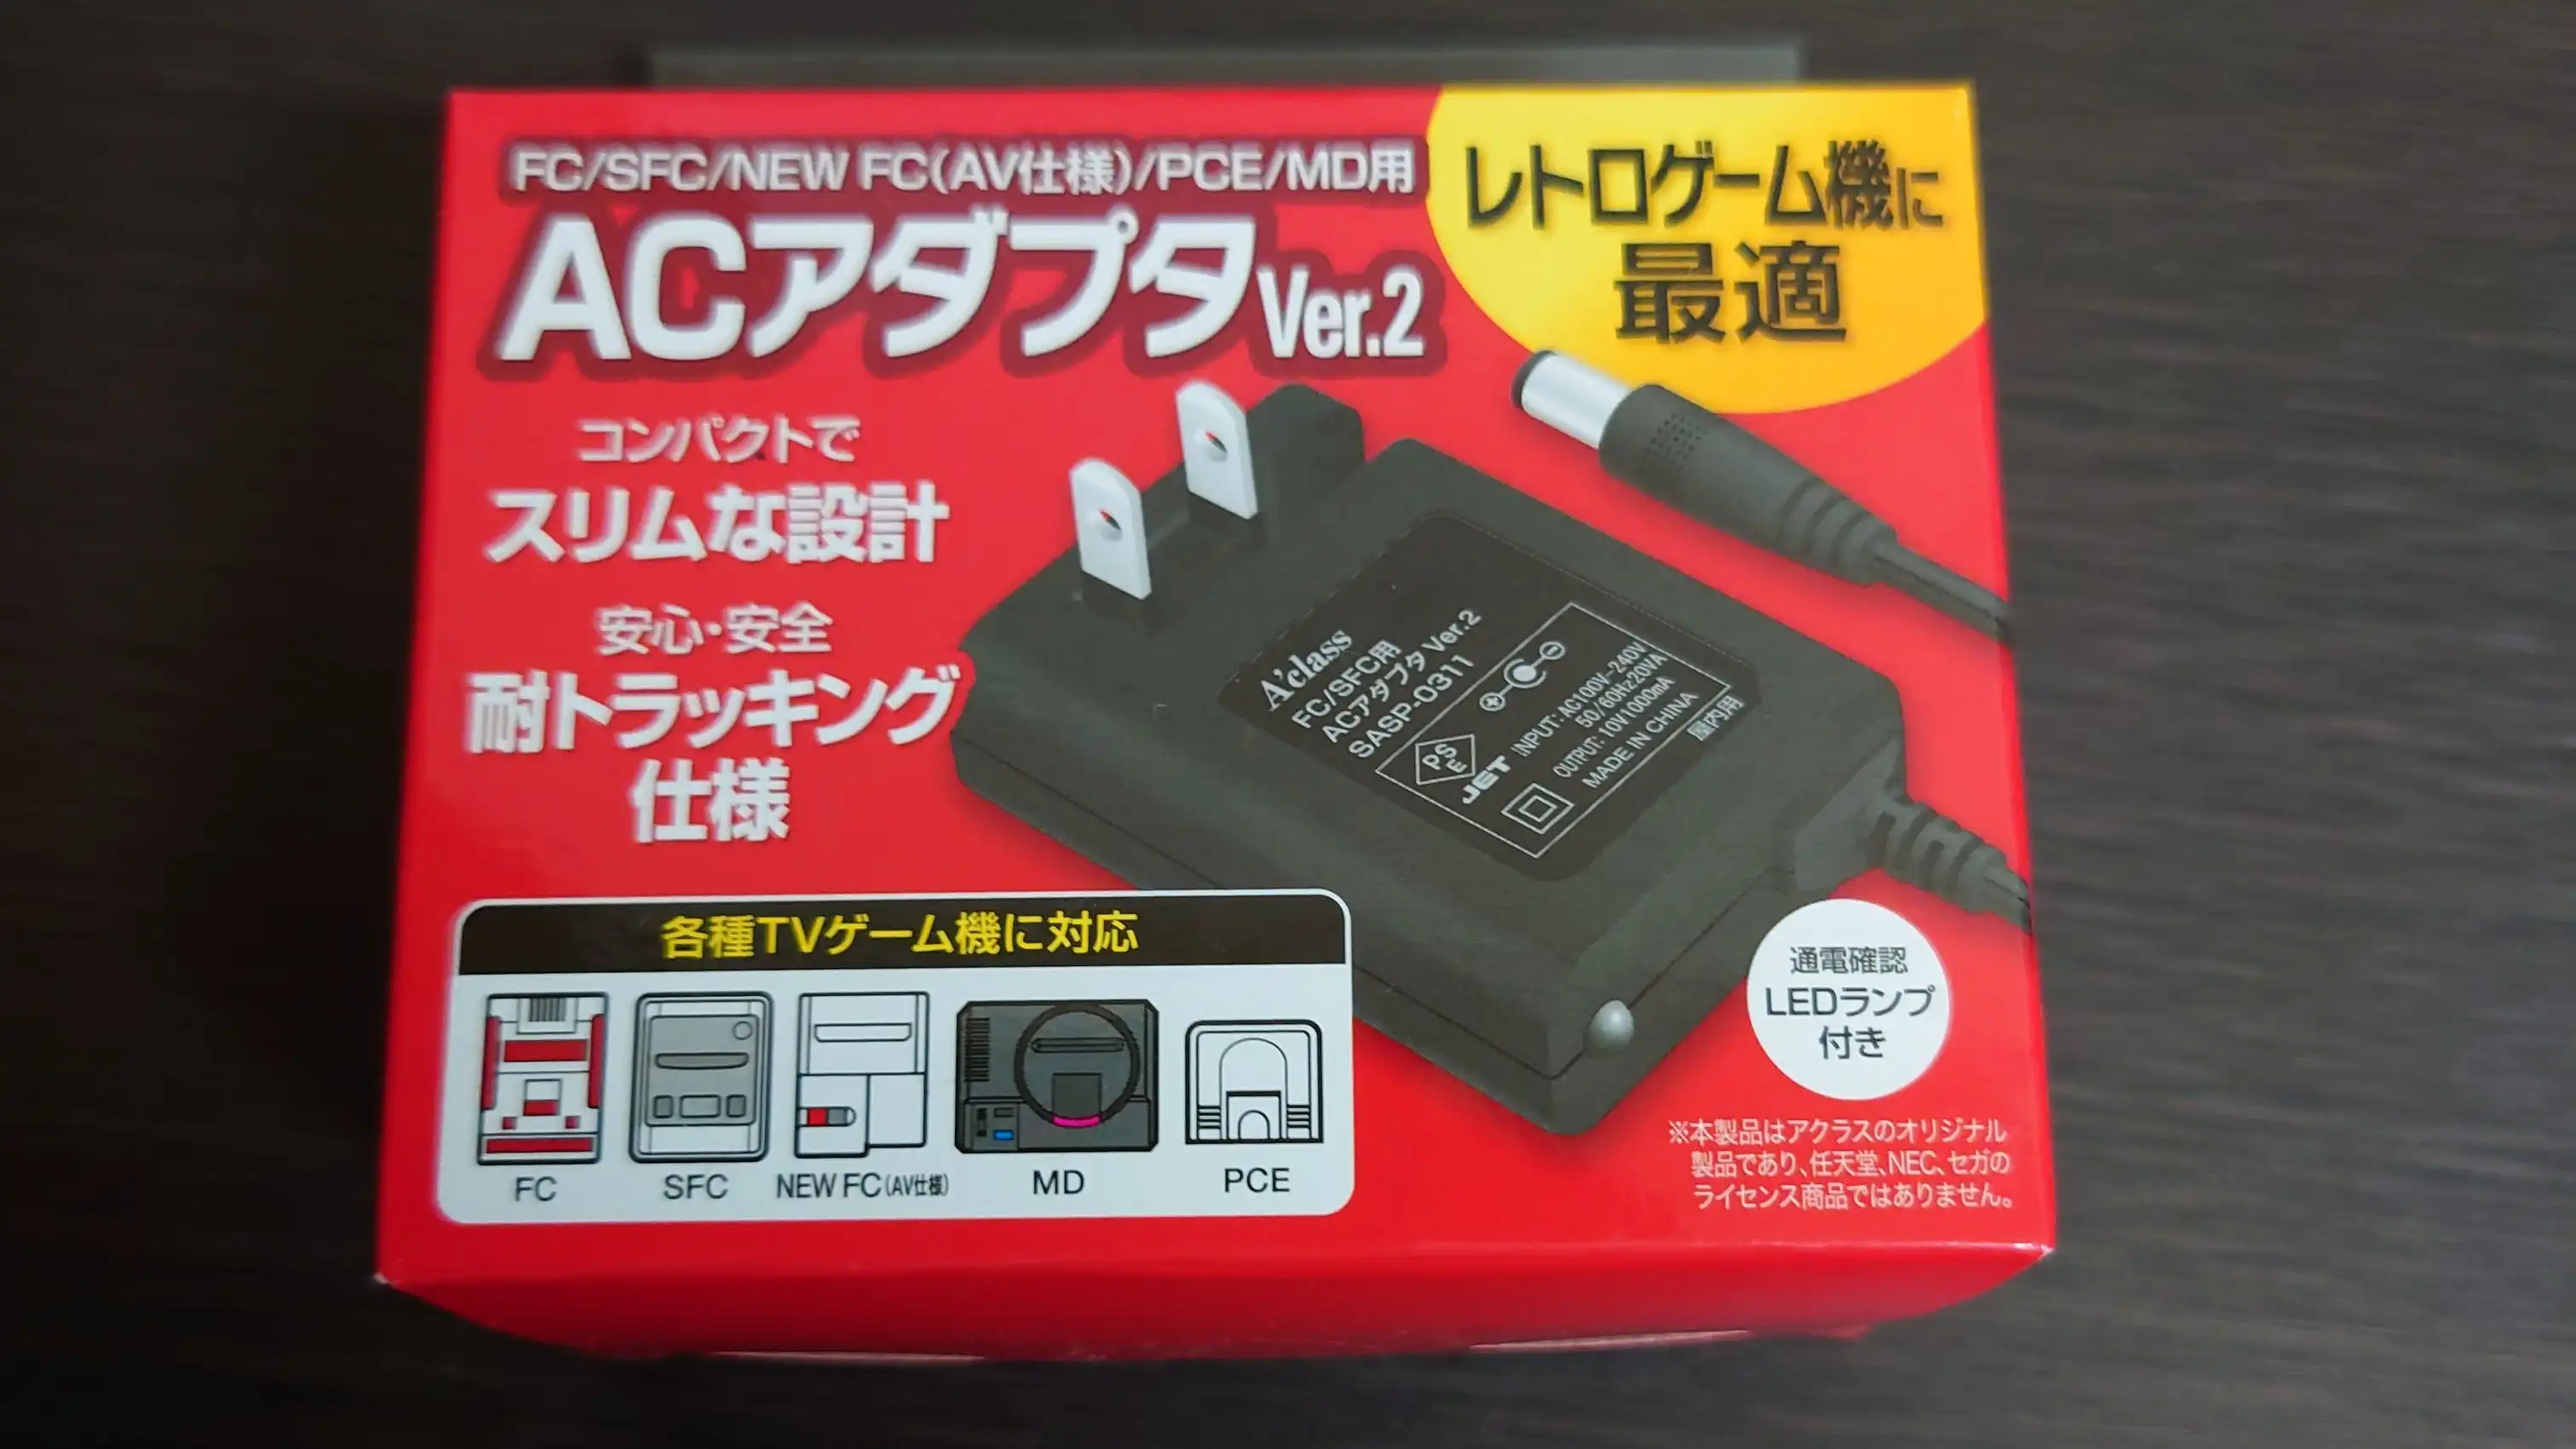 FC/SFC/NEW FC(AV仕様)/PCE/MD用
ACアダプタ Ver.2
レトロゲーム機に
最適
コンパクトで
スリムな設計
安心・安全
耐トラッキング
仕様
A'class
FC/SFC用
ACアダプタ Ver.2
SASP-0311
PSE
JET
INPUT: AC100V~240V
50/60Hz20VA
OUTPUT: 10V1000mA
MADE IN CHINA
屋内用
各種TVゲーム機に対応
FC
SFC
NEW FC(AV仕様)
MD
PCE
通電確認
LEDランプ
付き
※本製品はアクラスのオリジナル
製品であり、任天堂、NEC、セガの
ライセンス商品ではありません。